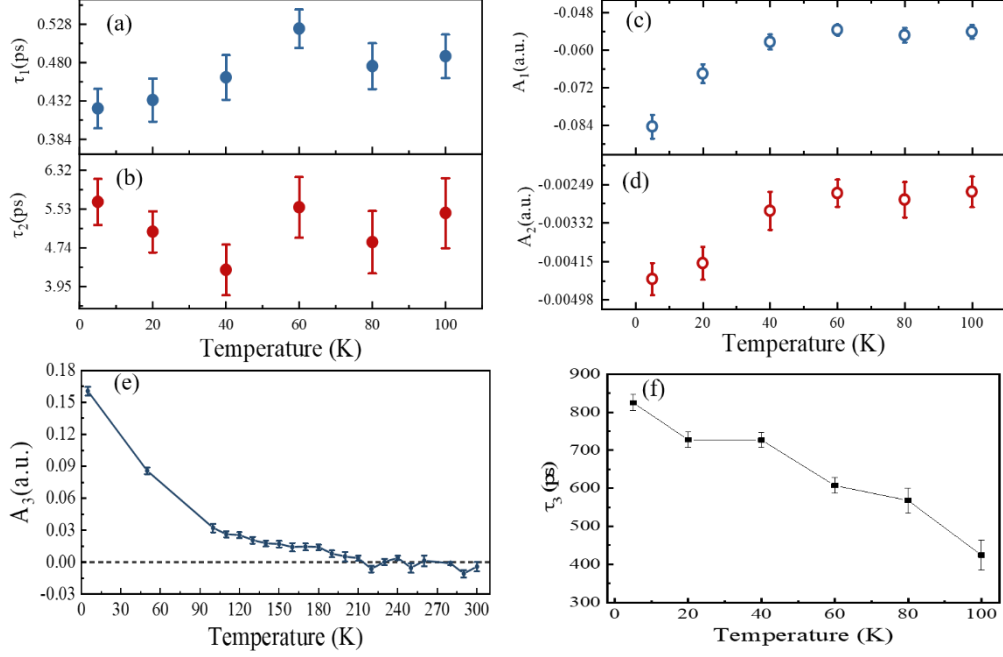 (a)
τ1(ps)
0.528
0.480
0.432
0.384
(b)
τ2(ps)
6.32
5.53
4.74
3.95
0 20 40 60 80 100
Temperature (K)
(c)
A1(a.u.)
-0.048
-0.060
-0.072
-0.084
(d)
A2(a.u.)
-0.00249
-0.00332
-0.00415
-0.00498
0 20 40 60 80 100
Temperature (K)
(e)
A3(a.u.)
0.18
0.15
0.12
0.09
0.06
0.03
0.00
-0.03
0 30 60 90 120 150 180 210 240 270 300
Temperature (K)
(f)
τ3 (ps)
900
800
700
600
500
400
300
0 20 40 60 80 100
Temperature (K)